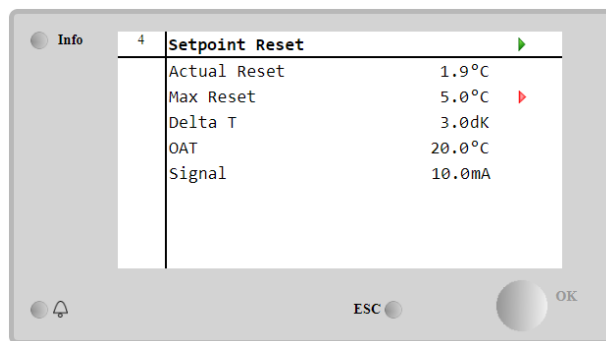 Info
4 Setpoint Reset
Actual Reset 1.9°C
Max Reset 5.0°C
Delta T 3.0dK
OAT 20.0°C
Signal 10.0mA
ESC OK